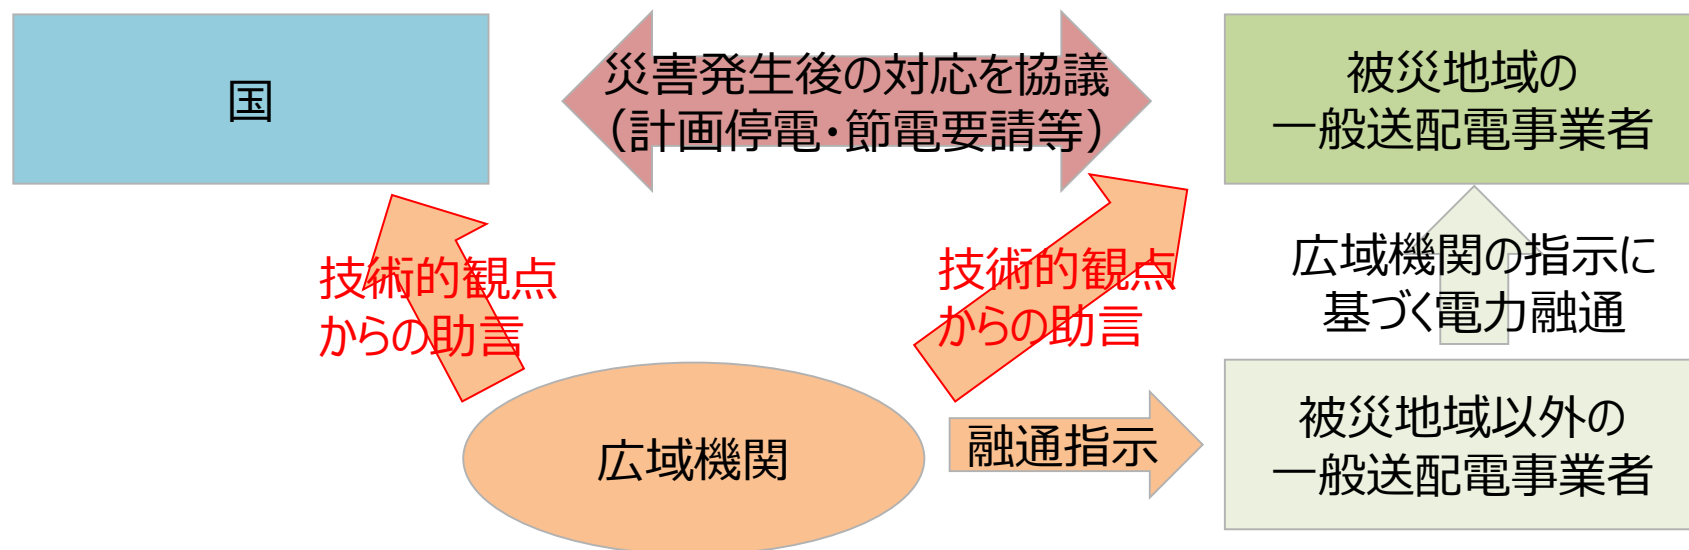 国
災害発生後の対応を協議
（計画停電・節電要請等）
被災地域の
一般送配電事業者
技術的観点
からの助言
技術的観点
からの助言
広域機関の指示に
基づく電力融通
広域機関
融通指示
被災地域以外の
一般送配電事業者